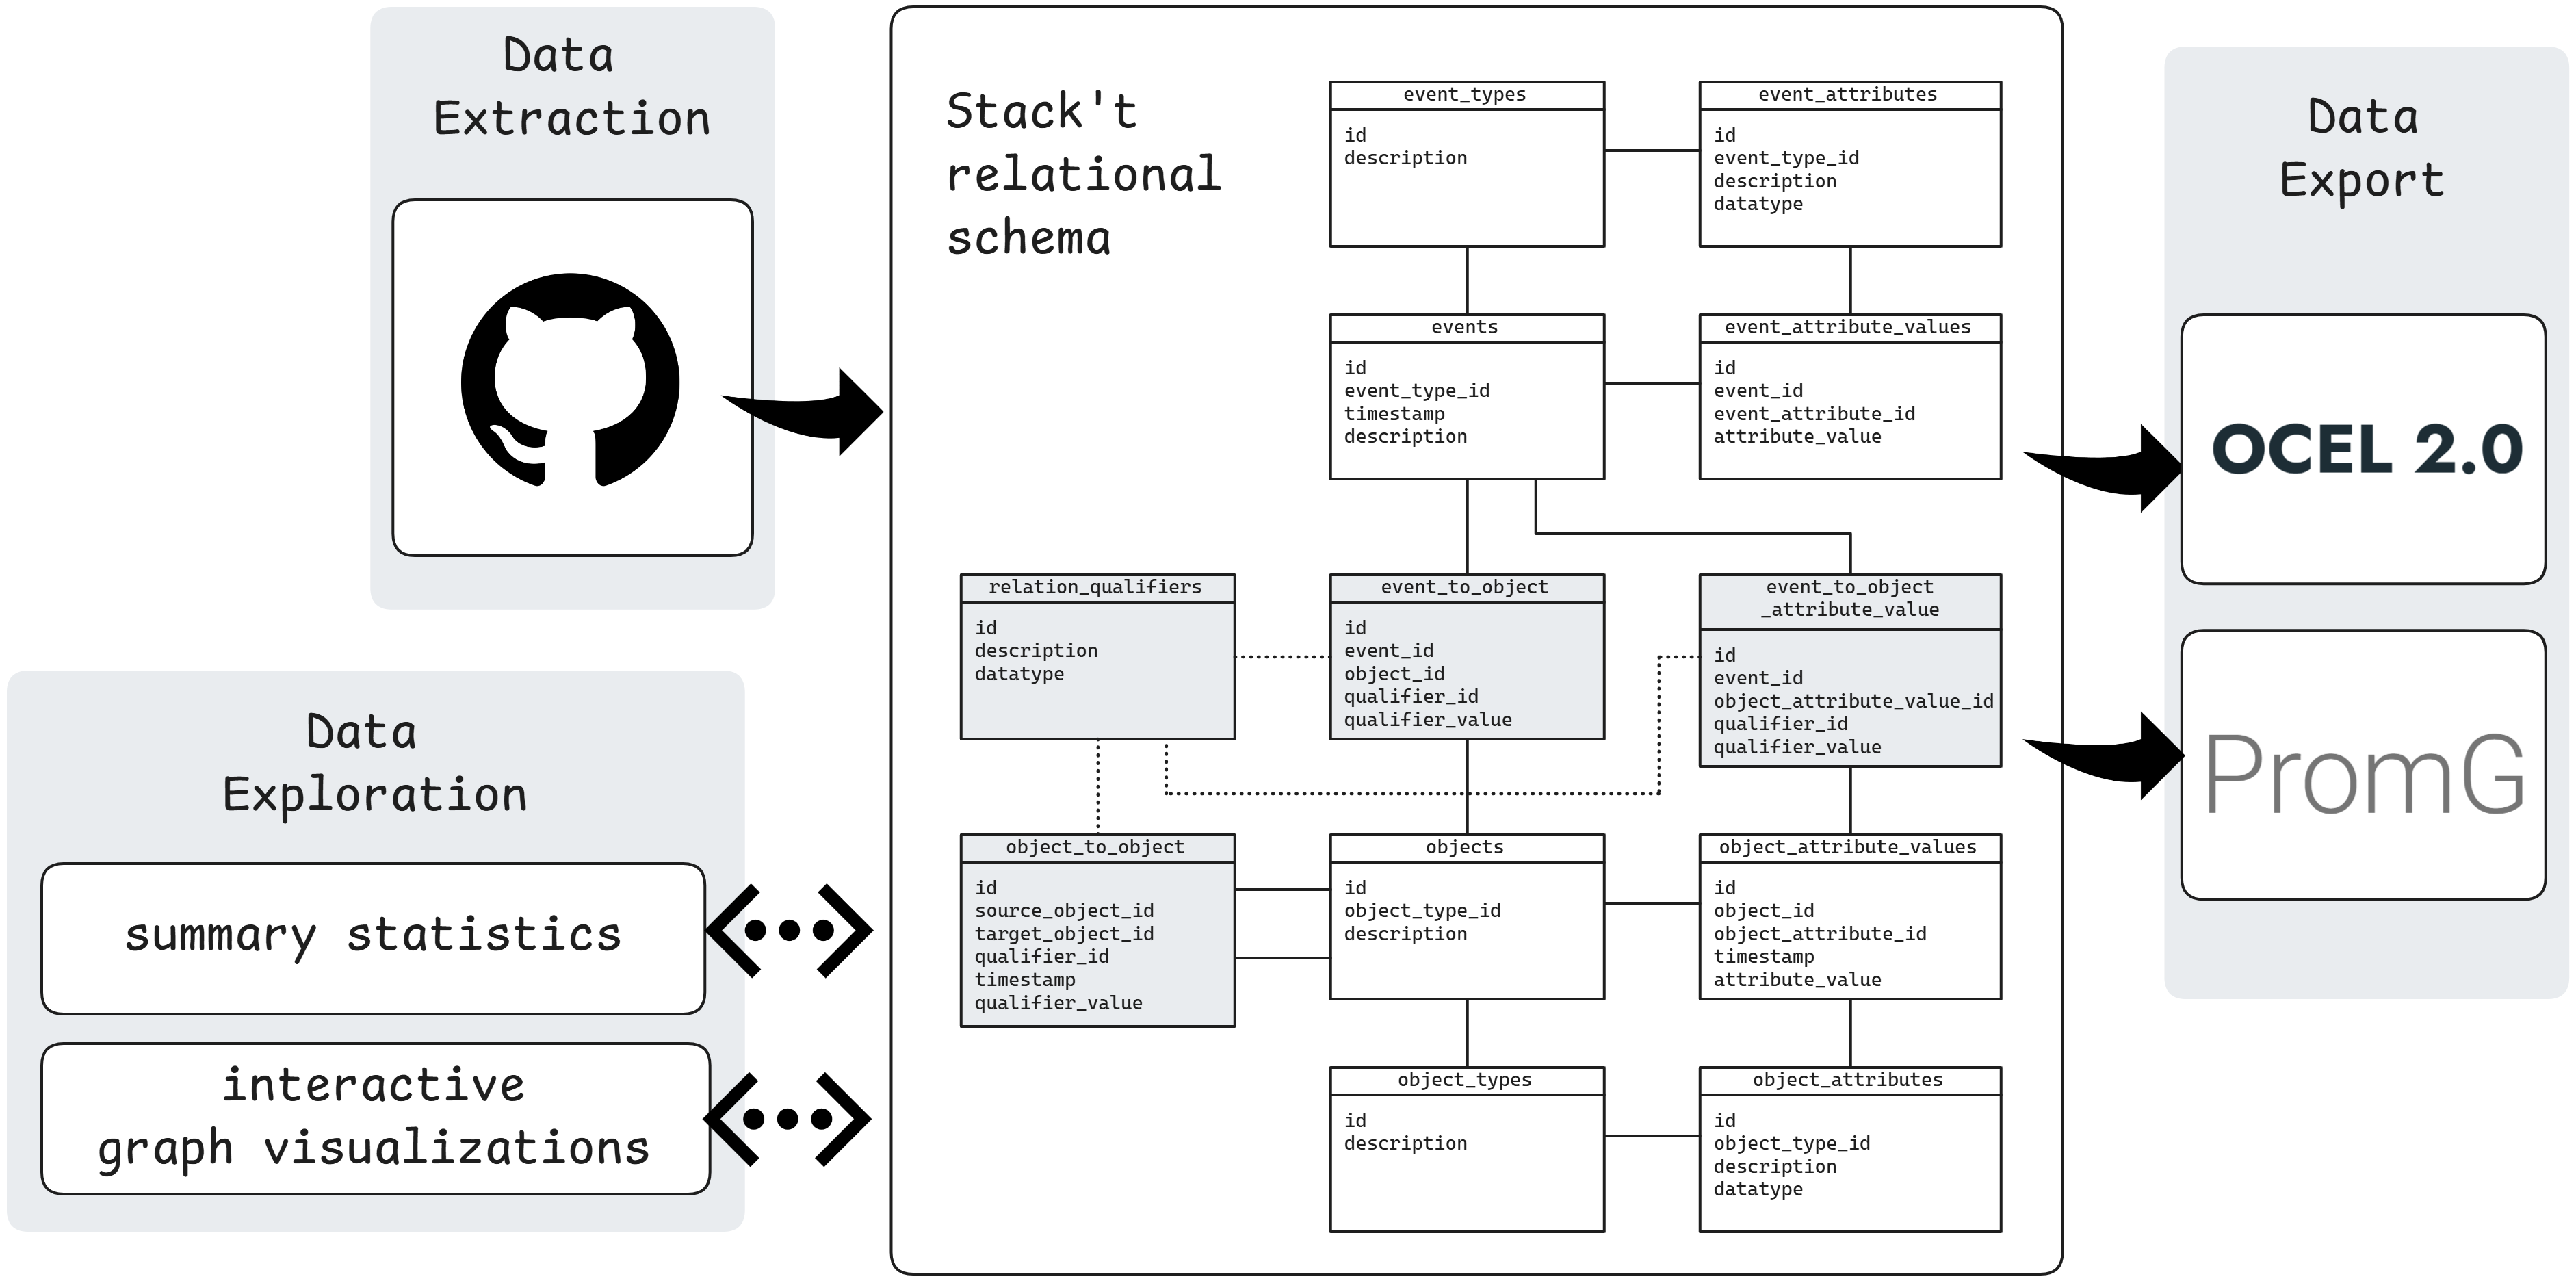 Data
Extraction
Data
Exploration
summary statistics
interactive
graph visualizations
Stack't
relational
schema
event_types
id
description
event_attributes
id
event_type_id
description
datatype
events
id
event_type_id
timestamp
description
event_attribute_values
id
event_id
event_attribute_id
attribute_value
relation_qualifiers
id
description
datatype
event_to_object
id
event_id
object_id
qualifier_id
qualifier_value
event_to_object
_attribute_value
id
event_id
object_attribute_value_id
qualifier_id
qualifier_value
object_to_object
id
source_object_id
target_object_id
qualifier_id
timestamp
qualifier_value
objects
id
object_type_id
description
object_attribute_values
id
object_id
object_attribute_id
timestamp
attribute_value
object_types
id
description
object_attributes
id
object_type_id
description
datatype
Data
Export
OCEL 2.0
PromG